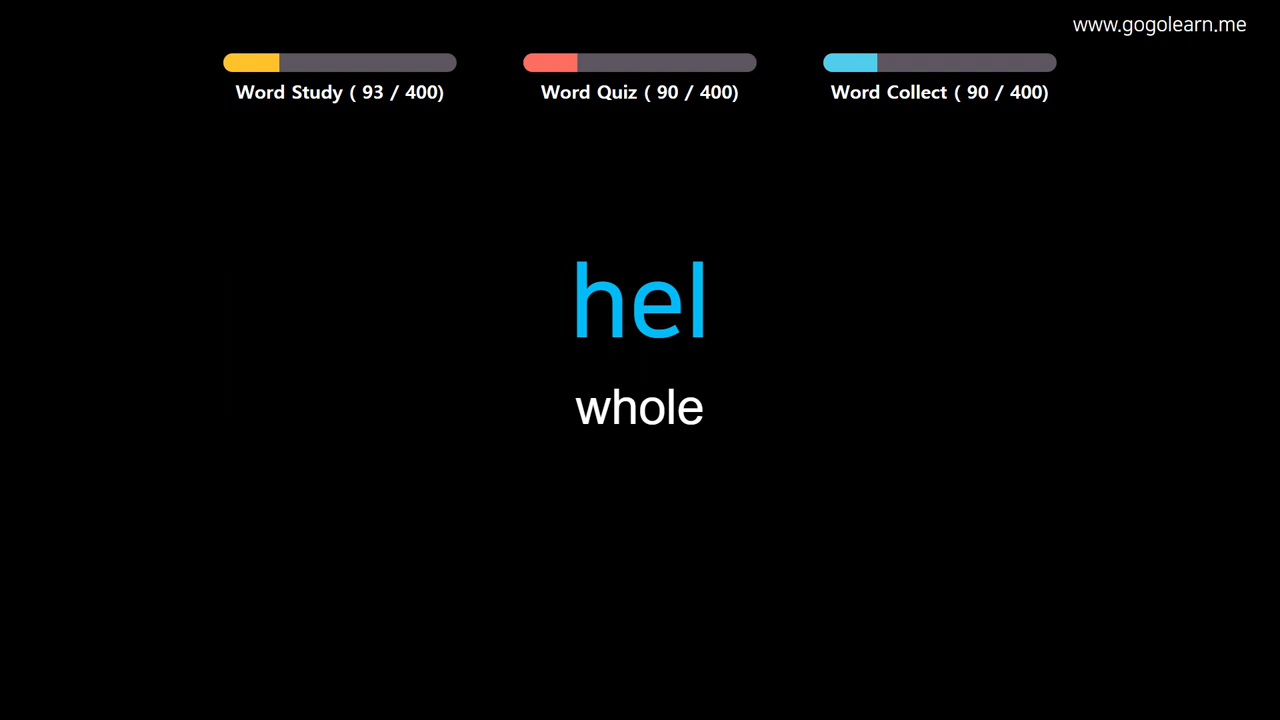 www.gogolearn.me
Word Study ( 93 / 400)
Word Quiz ( 90 / 400)
Word Collect ( 90 / 400)
hel
whole